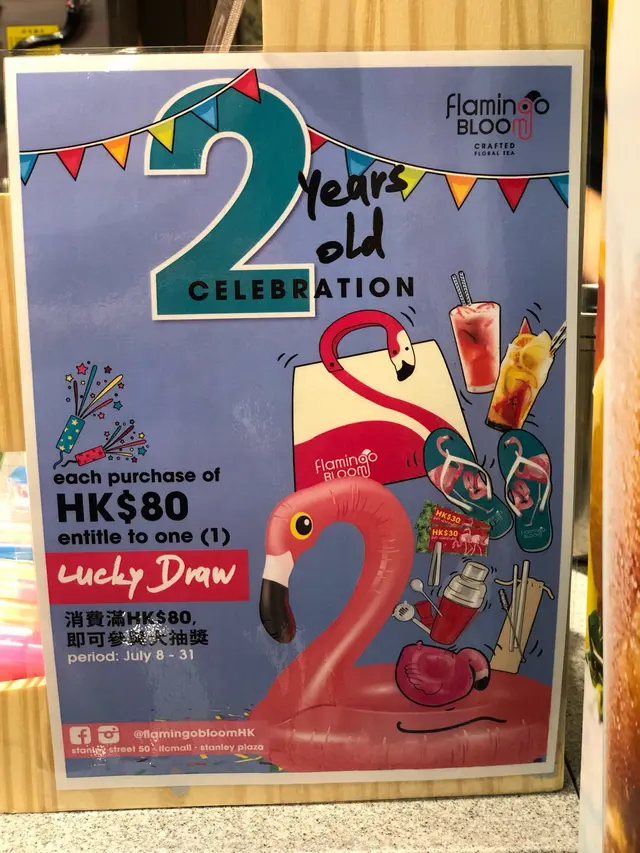 flamingo
BLOOM
CRAFTED
FLORAL TEA
2
years
old
CELEBRATION
flamingo
BLOOM
each purchase of
HK$80
entitle to one (1)
Lucky Draw
消費滿HK$80,
即可參與大抽獎
period: July 8 - 31
HK$30
HK$30
@flamingobloomHK
stanley street 50 · ifcmall · stanley plaza